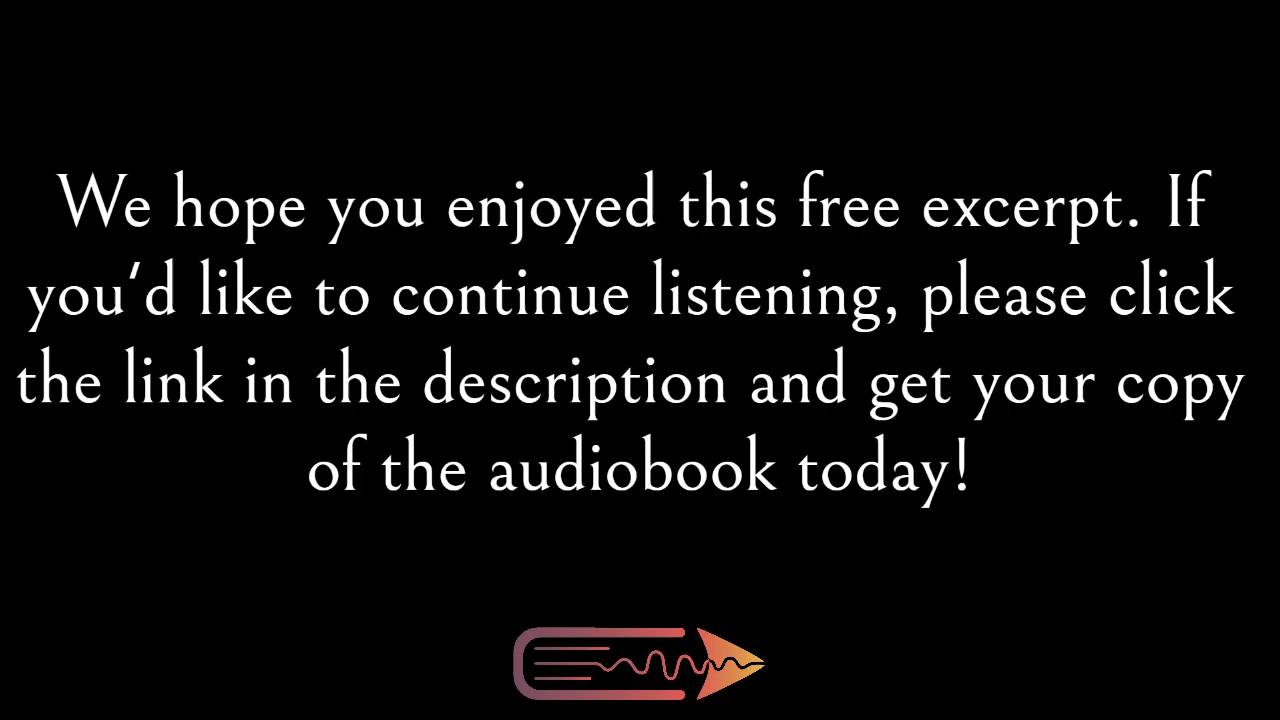 We hope you enjoyed this free excerpt. If
you'd like to continue listening, please click
the link in the description and get your copy
of the audiobook today!